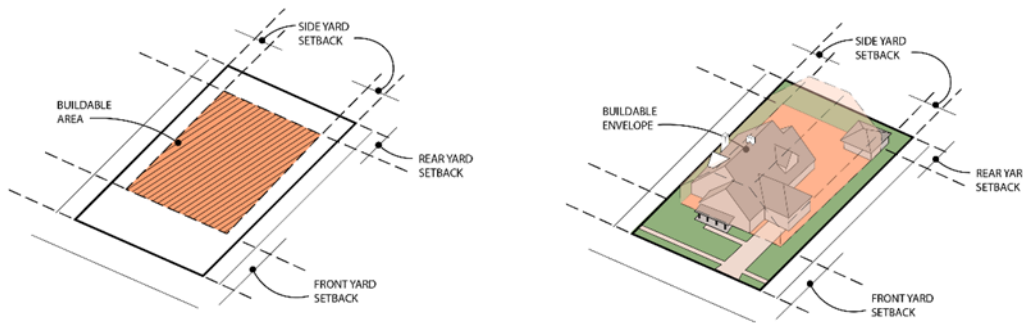 SIDE YARD
SETBACK
BUILDABLE
AREA
REAR YARD
SETBACK
FRONT YARD
SETBACK
SIDE YARD
SETBACK
BUILDABLE
ENVELOPE
REAR YAR
SETBACK
FRONT YARD
SETBACK